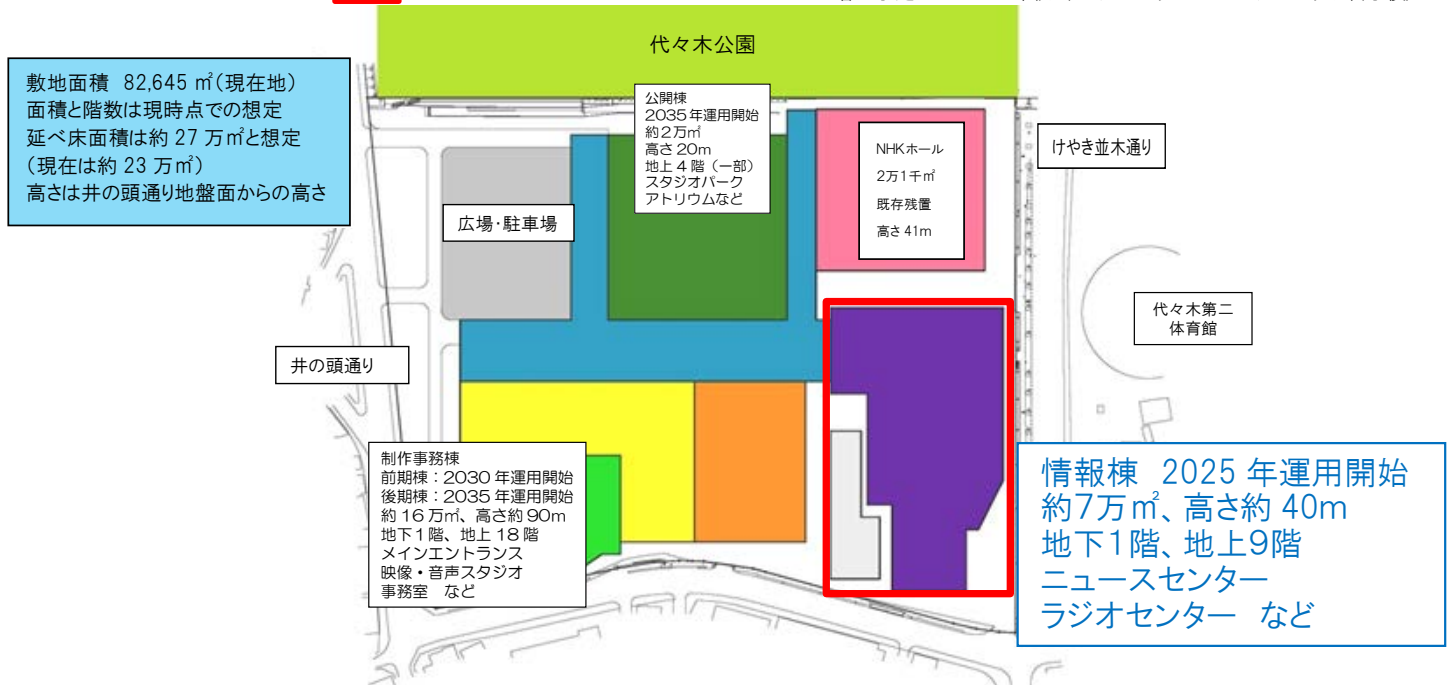 代々木公園
敷地面積 82,645 ㎡(現在地)
面積と階数は現時点での想定
延べ床面積は約 27 万㎡と想定
(現在は約 23 万㎡)
高さは井の頭通り地盤面からの高さ
公開棟
2035年運用開始
約2万㎡
高さ 20m
地上 4 階(一部)
スタジオパーク
アトリウムなど
NHKホール
2万1千㎡
既存残置
高さ 41m
けやき並木通り
広場・駐車場
代々木第二
体育館
井の頭通り
制作事務棟
前期棟:2030 年運用開始
後期棟:2035 年運用開始
約 16 万㎡、高さ約 90m
地下1階、地上 18 階
メインエントランス
映像・音声スタジオ
事務室 など
情報棟 2025 年運用開始
約7万㎡、高さ約 40m
地下1階、地上9階
ニュースセンター
ラジオセンター など